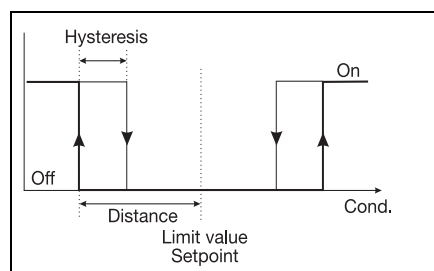 Hysteresis
On
Off
Distance
Cond.
Limit value
Setpoint